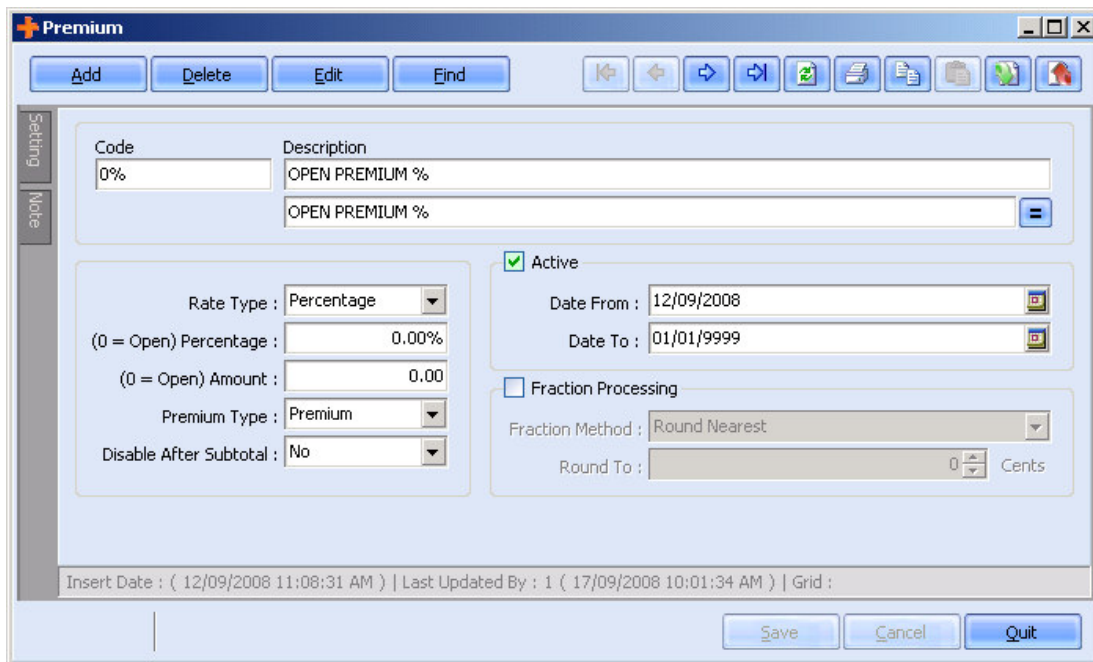 Premium
Add Delete Edit Find
Setting
Note
Code Description
0% OPEN PREMIUM %
OPEN PREMIUM % =
Rate Type : Percentage
(0 = Open) Percentage : 0.00%
(0 = Open) Amount : 0.00
Premium Type : Premium
Disable After Subtotal : No
Active
Date From : 12/09/2008
Date To : 01/01/9999
Fraction Processing
Fraction Method : Round Nearest
Round To : 0 Cents
Insert Date : ( 12/09/2008 11:08:31 AM ) | Last Updated By : 1 ( 17/09/2008 10:01:34 AM ) | Grid :
Save Cancel Quit